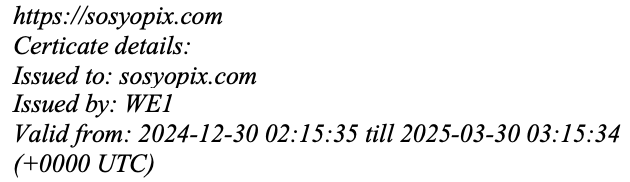 https://sosyopix.com
Certicate details:
Issued to: sosyopix.com
Issued by: WE1
Valid from: 2024-12-30 02:15:35 till 2025-03-30 03:15:34
(+0000 UTC)